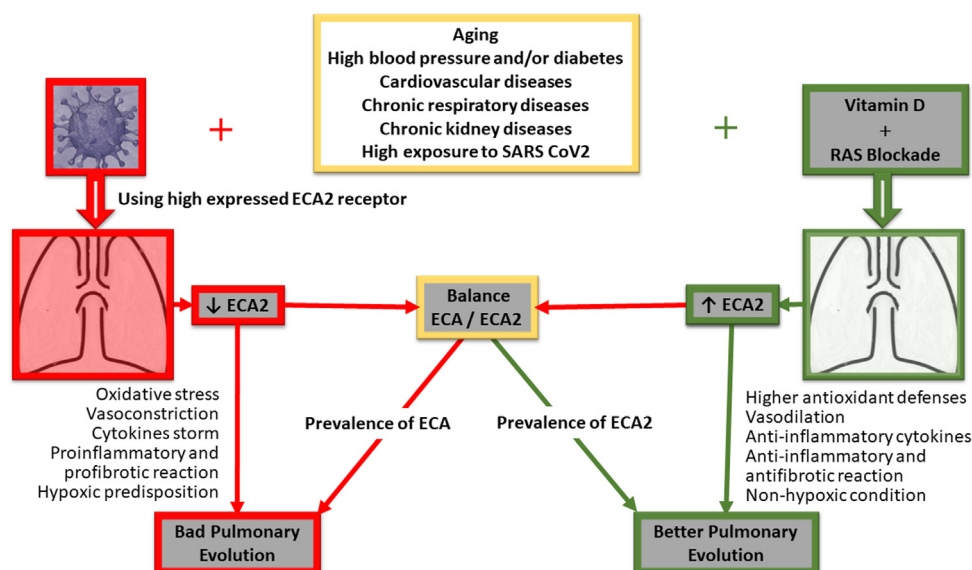 Aging
High blood pressure and/or diabetes
Cardiovascular diseases
Chronic respiratory diseases
Chronic kidney diseases
High exposure to SARS CoV2
+
+
Vitamin D
+
RAS Blockade
Using high expressed ECA2 receptor
↓ ECA2
Balance
ECA / ECA2
↑ ECA2
Oxidative stress
Vasoconstriction
Cytokines storm
Proinflammatory and
profibrotic reaction
Hypoxic predisposition
Prevalence of ECA
Prevalence of ECA2
Higher antioxidant defenses
Vasodilation
Anti-inflammatory cytokines
Anti-inflammatory and
antifibrotic reaction
Non-hypoxic condition
Bad Pulmonary
Evolution
Better Pulmonary
Evolution